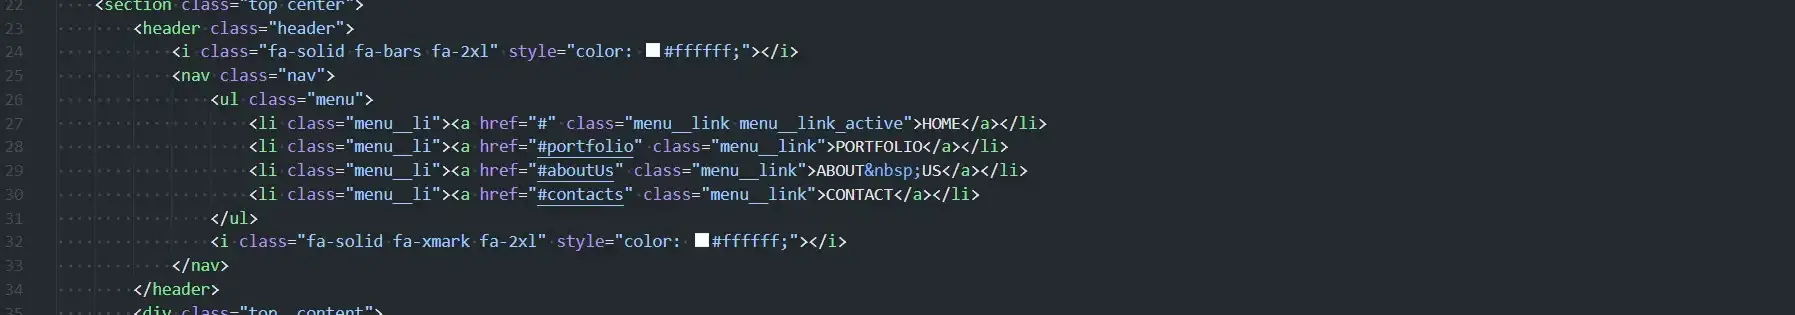 22 <section class="top center">
23 <header class="header">
24 <i class="fa-solid fa-bars fa-2xl" style="color: #ffffff;"></i>
25 <nav class="nav">
26 <ul class="menu">
27 <li class="menu__li"><a href="#" class="menu__link menu__link_active">HOME</a></li>
28 <li class="menu__li"><a href="#portfolio" class="menu__link">PORTFOLIO</a></li>
29 <li class="menu__li"><a href="#aboutUs" class="menu__link">ABOUT&nbsp;US</a></li>
30 <li class="menu__li"><a href="#contacts" class="menu__link">CONTACT</a></li>
31 </ul>
32 <i class="fa-solid fa-xmark fa-2xl" style="color: #ffffff;"></i>
33 </nav>
34 </header>
35 <div class="top__content">